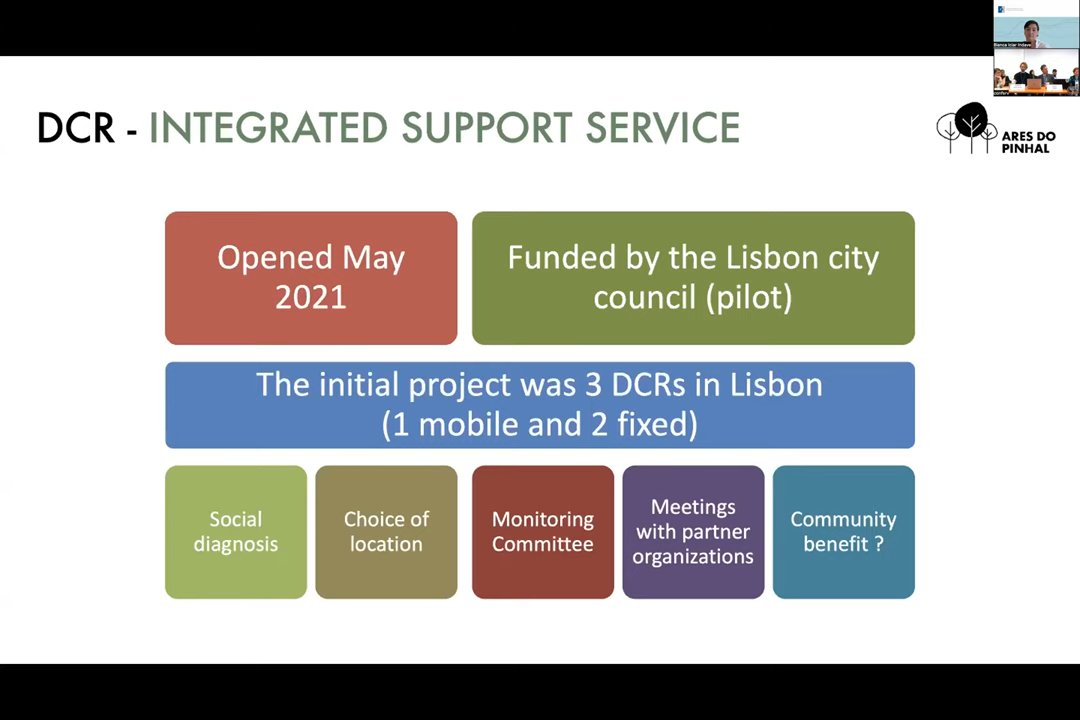 DCR - INTEGRATED SUPPORT SERVICE
ARES DO
PINHAL
Opened May
2021
Funded by the Lisbon city
council (pilot)
The initial project was 3 DCRs in Lisbon
(1 mobile and 2 fixed)
Social
diagnosis
Choice of
location
Monitoring
Committee
Meetings
with partner
organizations
Community
benefit ?